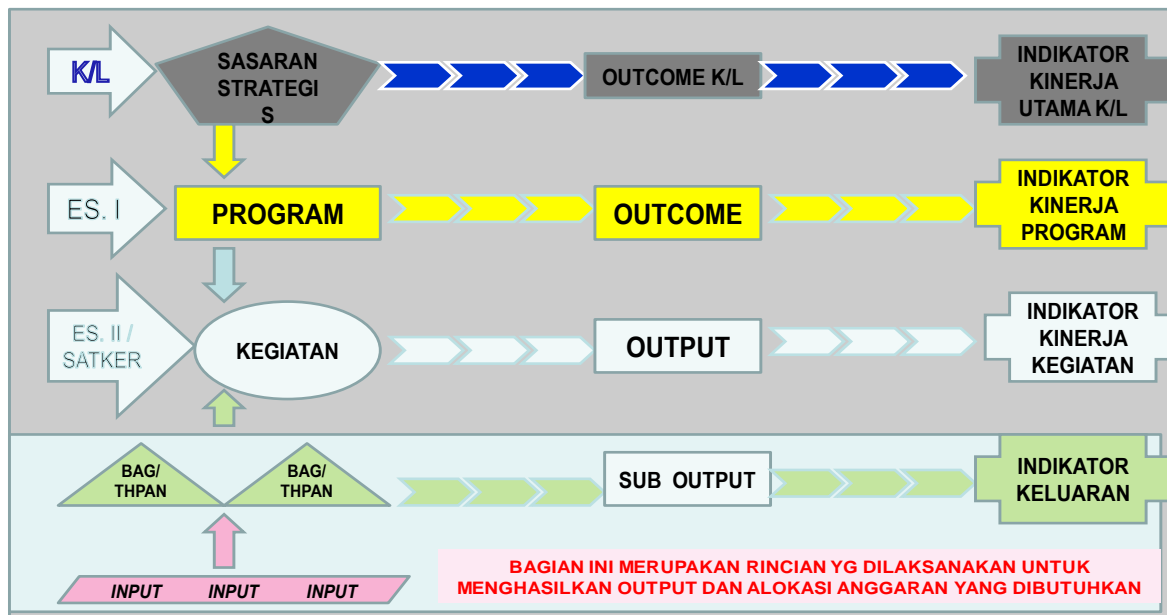 K/L
SASARAN
STRATEGI
S
OUTCOME K/L
INDIKATOR
KINERJA
UTAMA K/L
ES. I
PROGRAM
OUTCOME
INDIKATOR
KINERJA
PROGRAM
ES. II /
SATKER
KEGIATAN
OUTPUT
INDIKATOR
KINERJA
KEGIATAN
BAG/
THPAN
BAG/
THPAN
SUB OUTPUT
INDIKATOR
KELUARAN
INPUT INPUT INPUT
BAGIAN INI MERUPAKAN RINCIAN YG DILAKSANAKAN UNTUK
MENGHASILKAN OUTPUT DAN ALOKASI ANGGARAN YANG DIBUTUHKAN